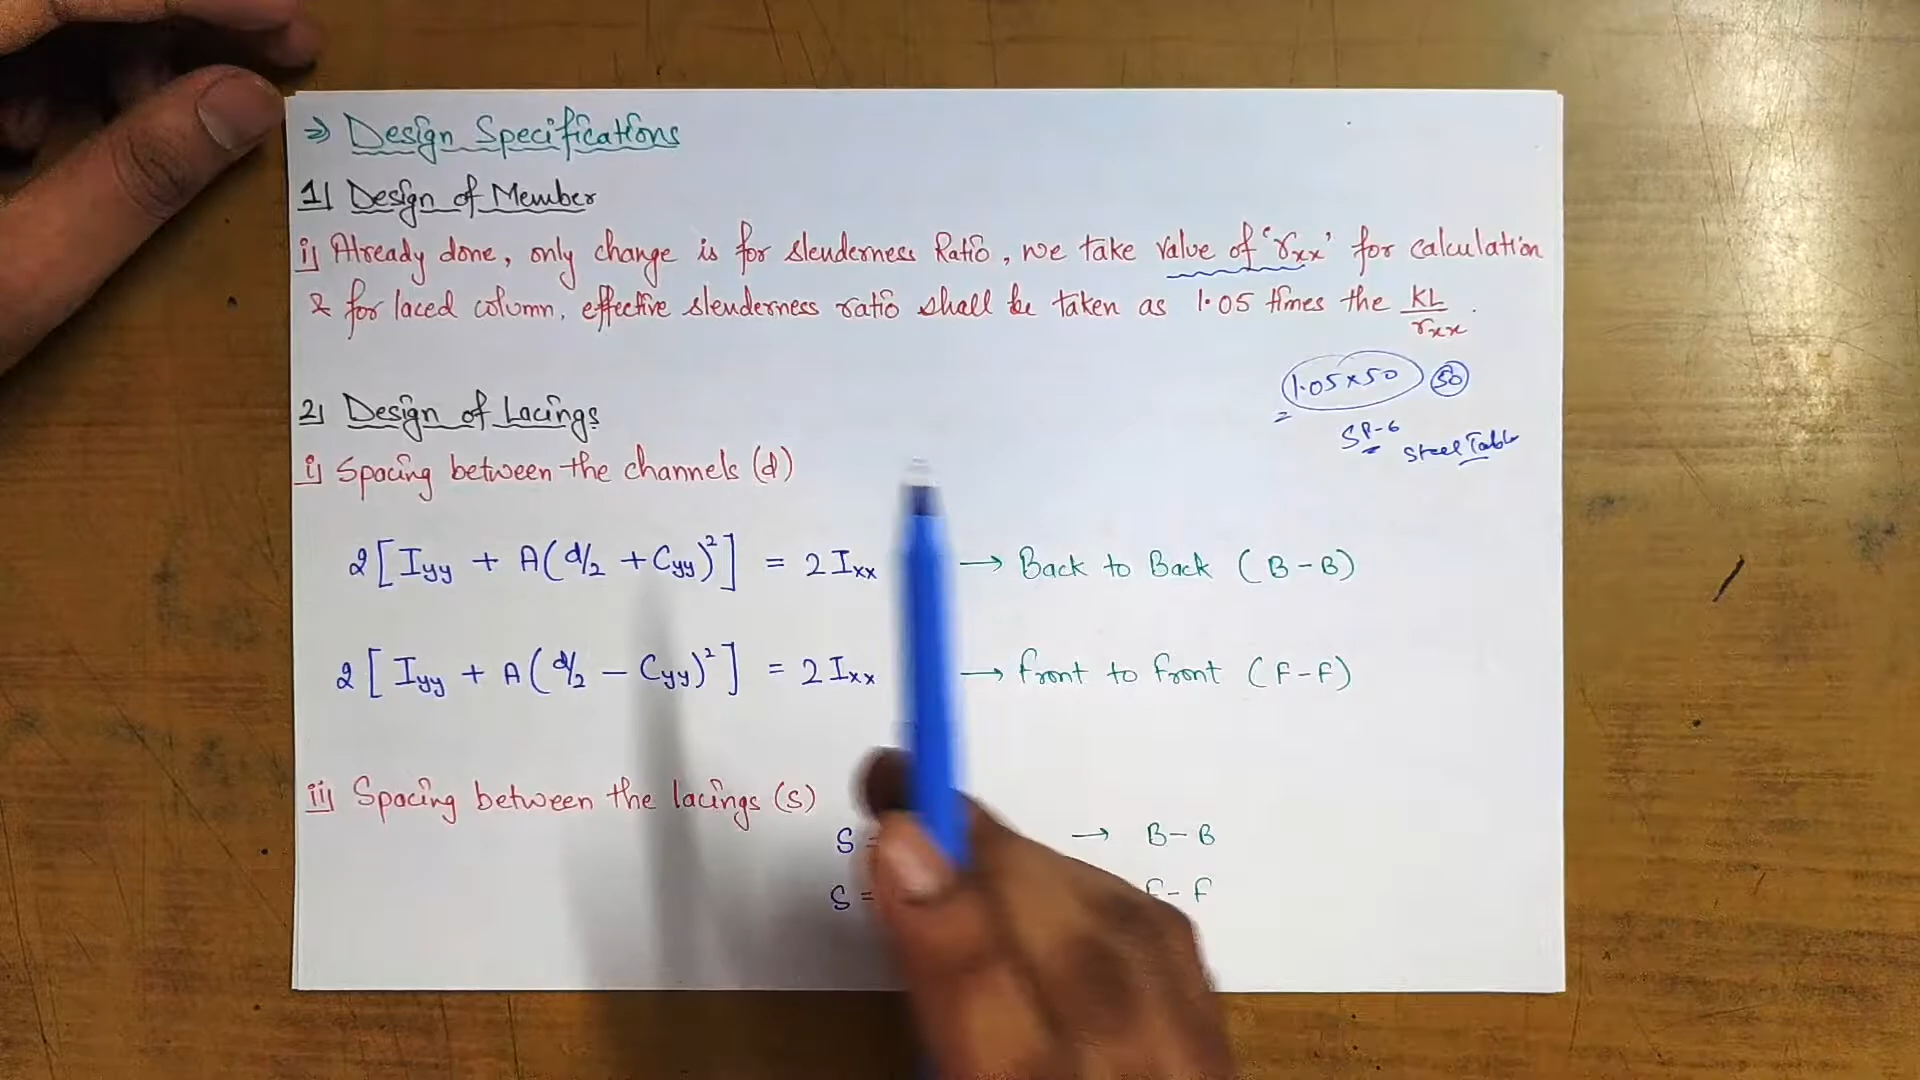 ⇒ Design Specifications
1) Design of Member
i) Already done, only change is for slenderness Ratio, we take value of 'rxx' for calculation
& for laced column, effective slenderness ratio shall be taken as 1.05 times the KL/rxx.
1.05x50 50
=
SP-6 Steel Table
2) Design of Lacings
i) Spacing between the channels (d)
2[Iyy + A(d/2 + Cyy)²] = 2Ixx → Back to Back (B-B)
2[Iyy + A(d/2 - Cyy)²] = 2Ixx → front to front (F-F)
ii) Spacing between the lacings (s)
S = → B-B
S = F-F